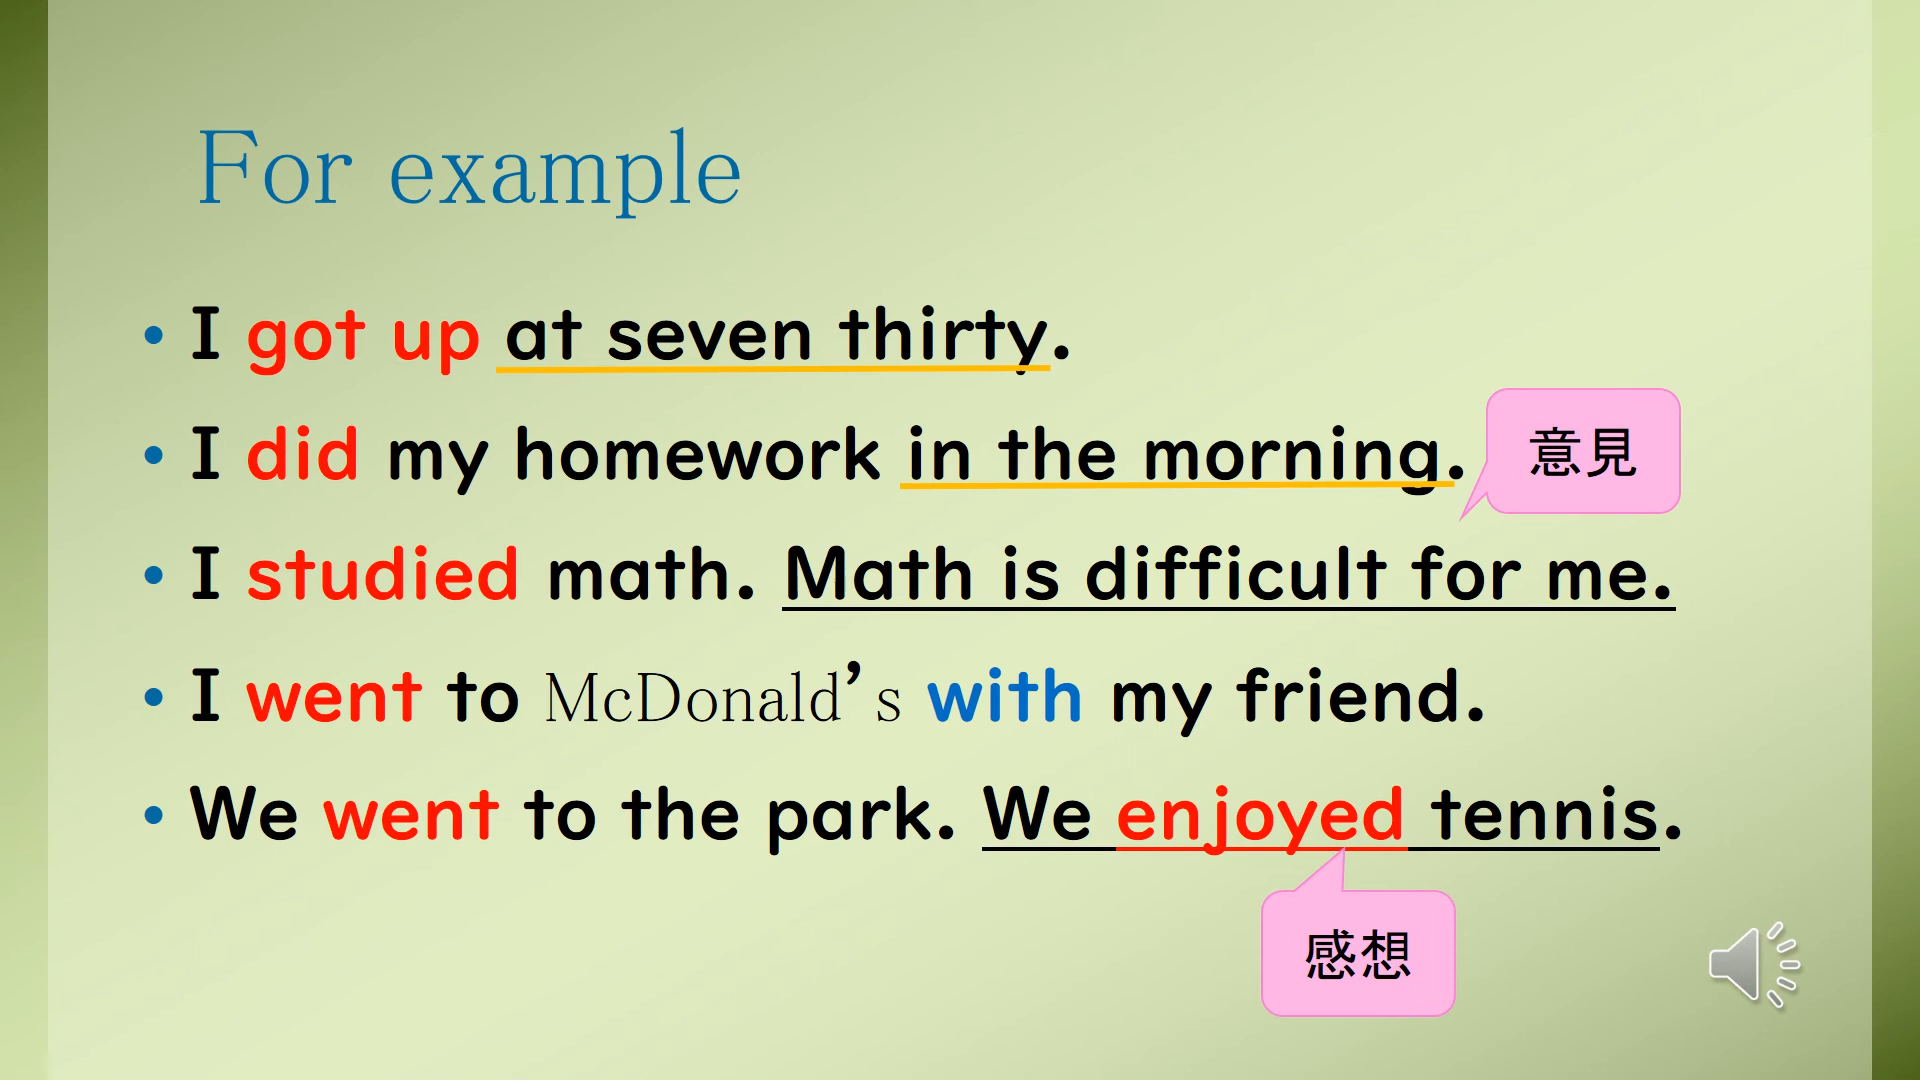 For example
• I got up at seven thirty.
• I did my homework in the morning.
意見
• I studied math. Math is difficult for me.
• I went to McDonald’s with my friend.
• We went to the park. We enjoyed tennis.
感想